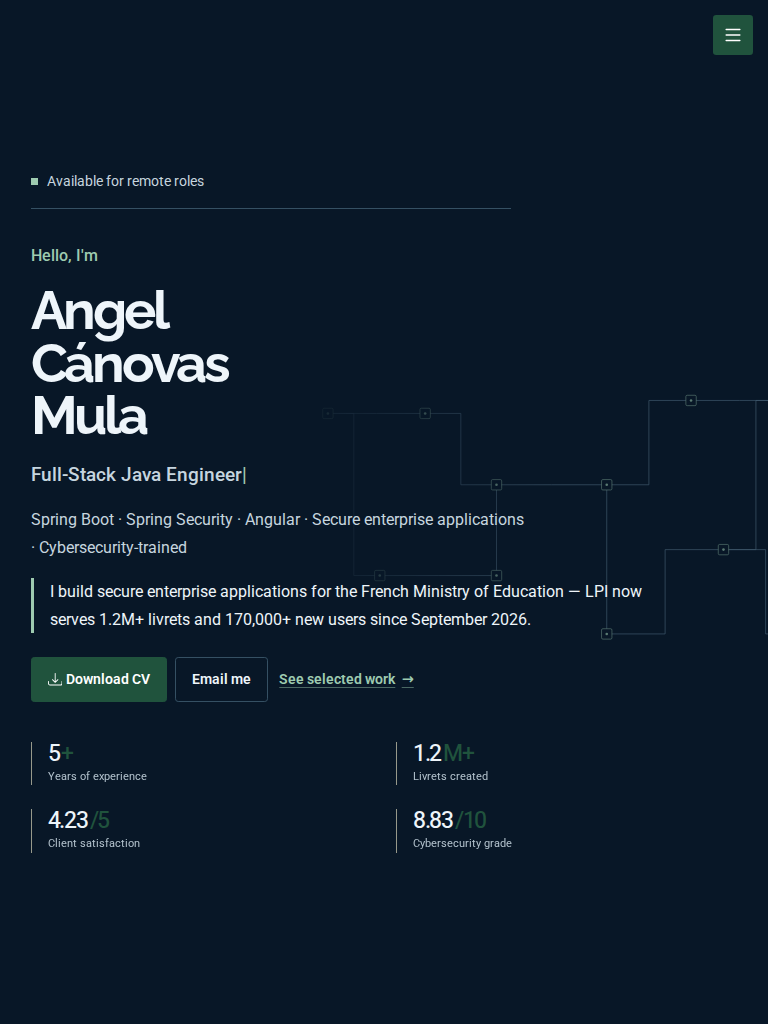 Available for remote roles
Hello, I'm
Angel
Cánovas
Mula
Full-Stack Java Engineer|
Spring Boot · Spring Security · Angular · Secure enterprise applications
· Cybersecurity-trained
I build secure enterprise applications for the French Ministry of Education — LPI now
serves 1.2M+ livrets and 170,000+ new users since September 2026.
Download CV Email me See selected work →
5+ 1.2M+
Years of experience Livrets created
4.23/5 8.83/10
Client satisfaction Cybersecurity grade